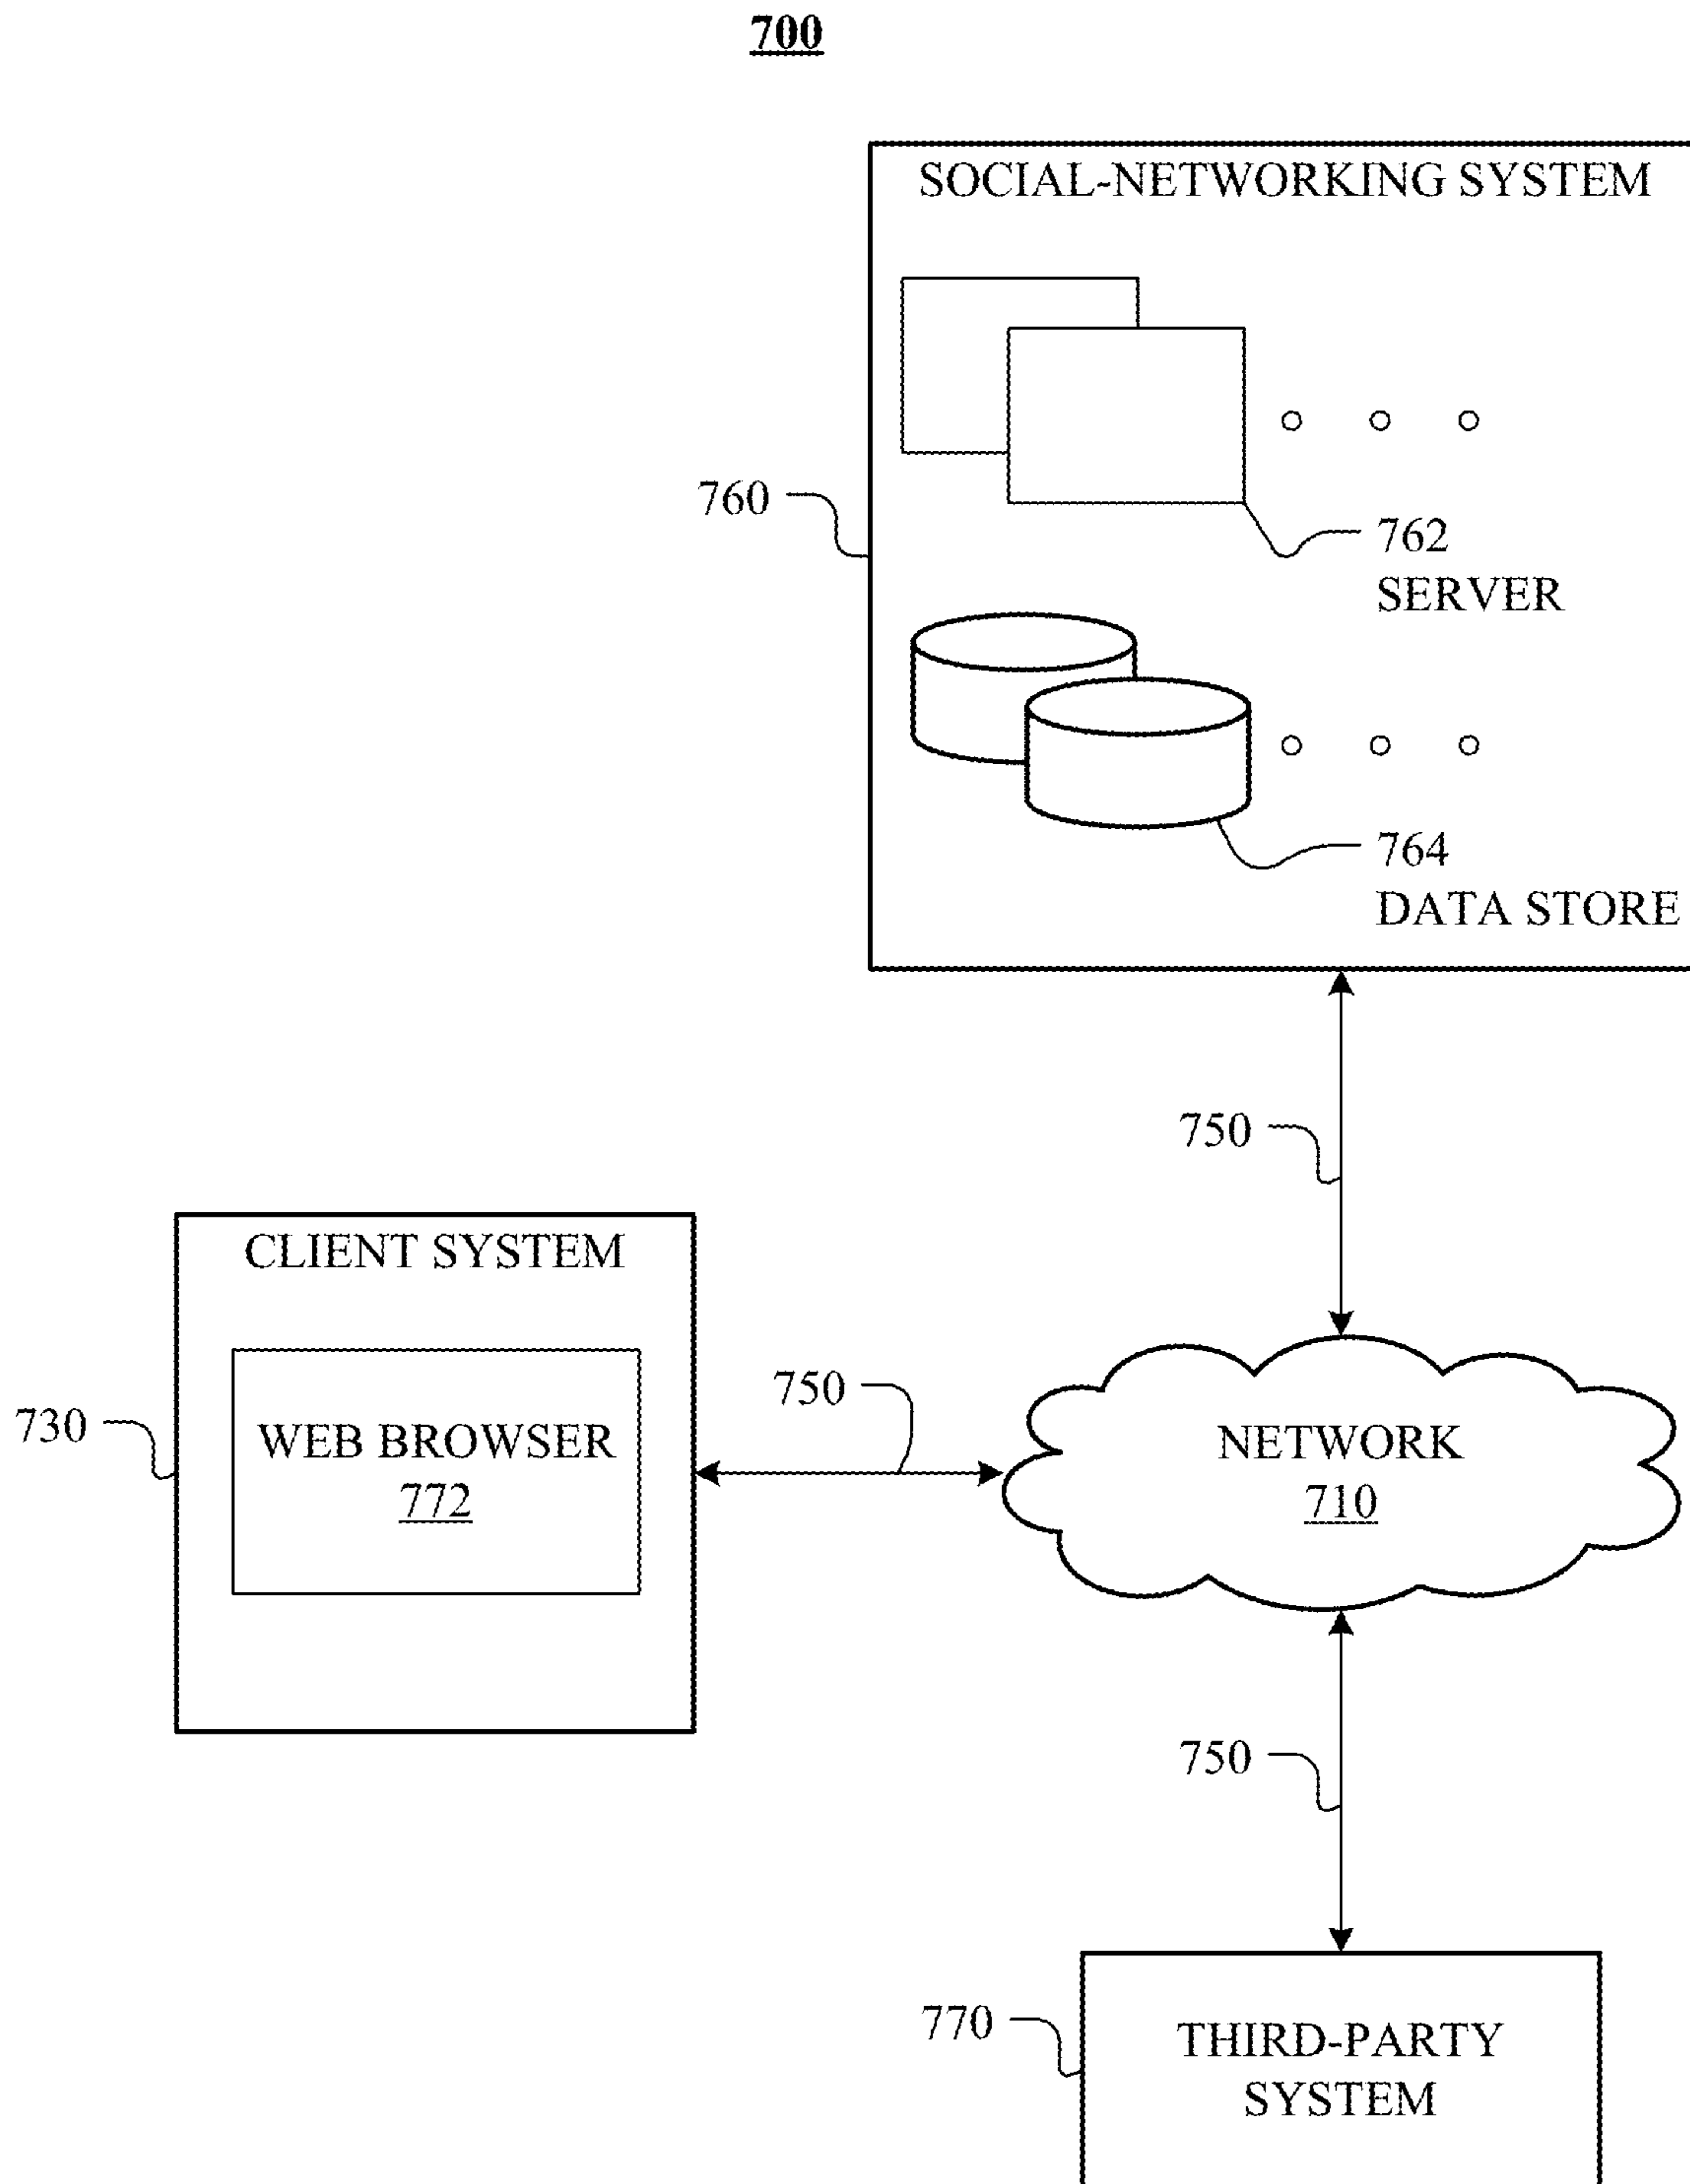 700
SOCIAL-NETWORKING SYSTEM
760
762
SERVER
764
DATA STORE
750
CLIENT SYSTEM
730
WEB BROWSER
772
750
NETWORK
710
750
770
THIRD-PARTY
SYSTEM